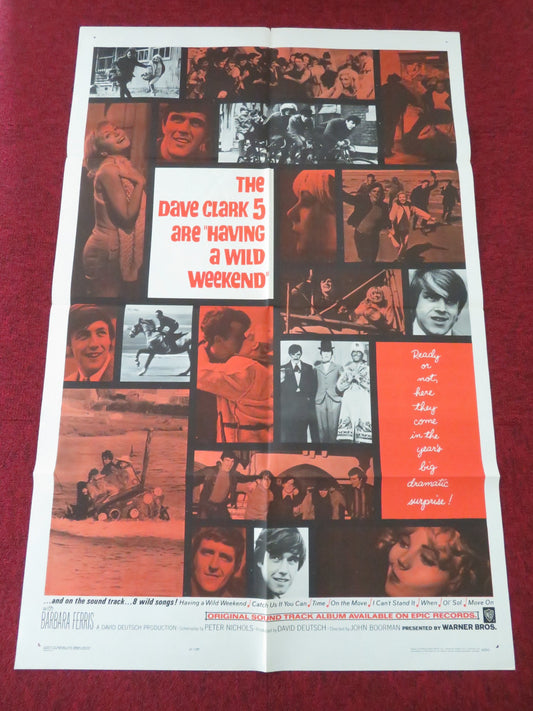 THE
DAVE CLARK 5
ARE "HAVING
A WILD
WEEKEND"
Ready
or
not,
here
they
come
in the
year's
big
dramatic
surprise!
...and on the sound track...8 wild songs! Having a Wild Weekend Catch Us If You Can Time On the Move I Can't Stand It When Ol' Sol Move On
with
BARBARA FERRIS
ORIGINAL SOUND TRACK ALBUM AVAILABLE ON EPIC RECORDS.
A DAVID DEUTSCH PRODUCTION Screenplay by PETER NICHOLS Produced by DAVID DEUTSCH Directed by JOHN BOORMAN PRESENTED BY WARNER BROS.